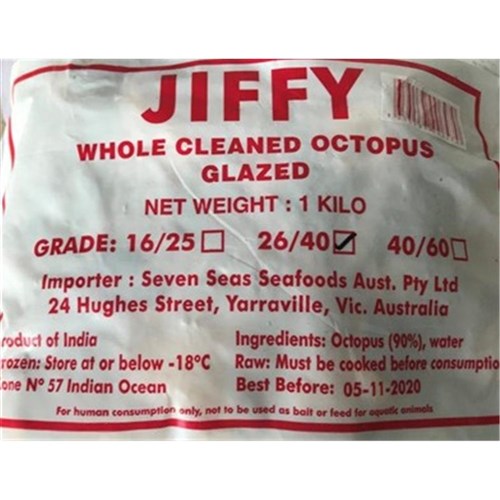 JIFFY
WHOLE CLEANED OCTOPUS
GLAZED
NET WEIGHT : 1 KILO
GRADE: 16/25 26/40 40/60
Importer : Seven Seas Seafoods Aust. Pty Ltd
24 Hughes Street, Yarraville, Vic. Australia
roduct of India
rozen: Store at or below -18°C
one Nº 57 Indian Ocean
Ingredients: Octopus (90%), water
Raw: Must be cooked before consumptio
Best Before: 05-11-2020
For human consumption only, not to be used as bait or feed for aquatic animals